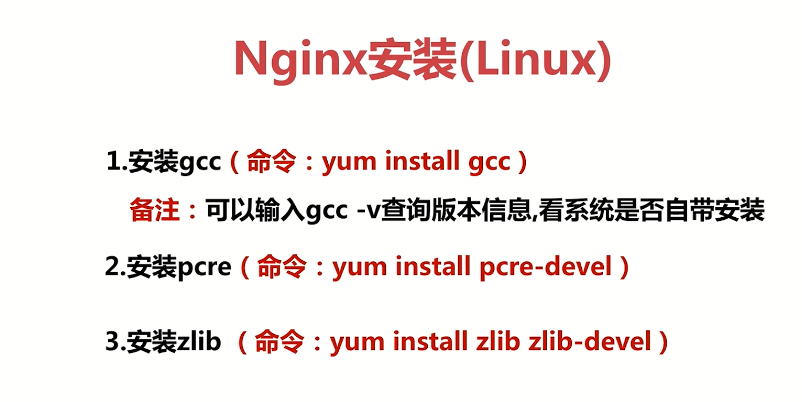 Nginx安装(Linux)
1.安装gcc（命令：yum install gcc）
备注：可以输入gcc -v查询版本信息,看系统是否自带安装
2.安装pcre（命令：yum install pcre-devel）
3.安装zlib （命令：yum install zlib zlib-devel）